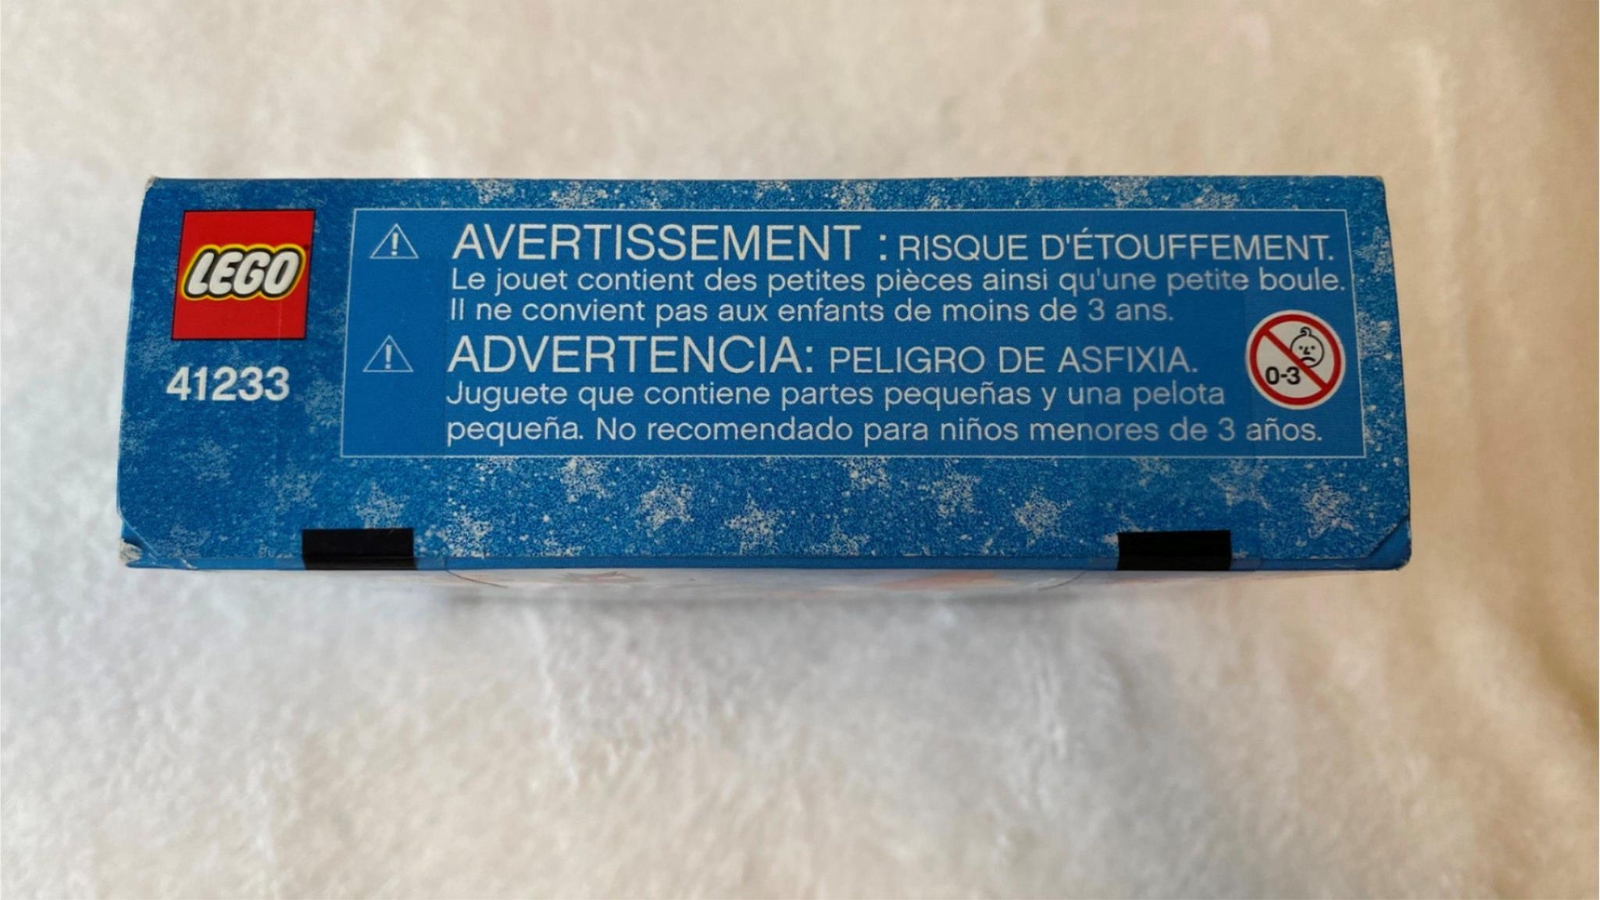 LEGO
41233
AVERTISSEMENT : RISQUE D'ÉTOUFFEMENT.
Le jouet contient des petites pièces ainsi qu'une petite boule.
Il ne convient pas aux enfants de moins de 3 ans.
ADVERTENCIA: PELIGRO DE ASFIXIA.
Juguete que contiene partes pequeñas y una pelota
pequeña. No recomendado para niños menores de 3 años.
0-3